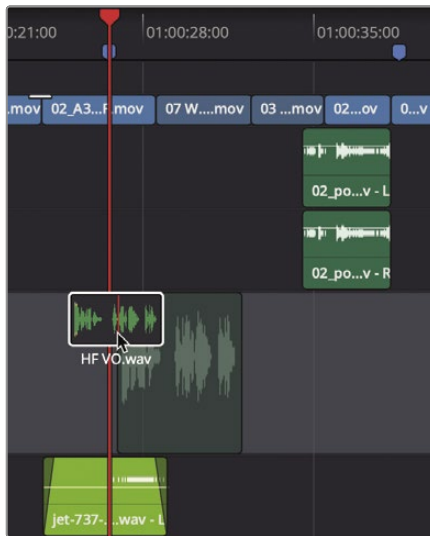 0:21:00
01:00:28:00
01:00:35:00
.mov
02_A3...F.mov
07 W....mov
03 ...mov
02...ov
0...v
02_po...v - L
02_po...v - R
HF VO.wav
jet-737-....wav - L